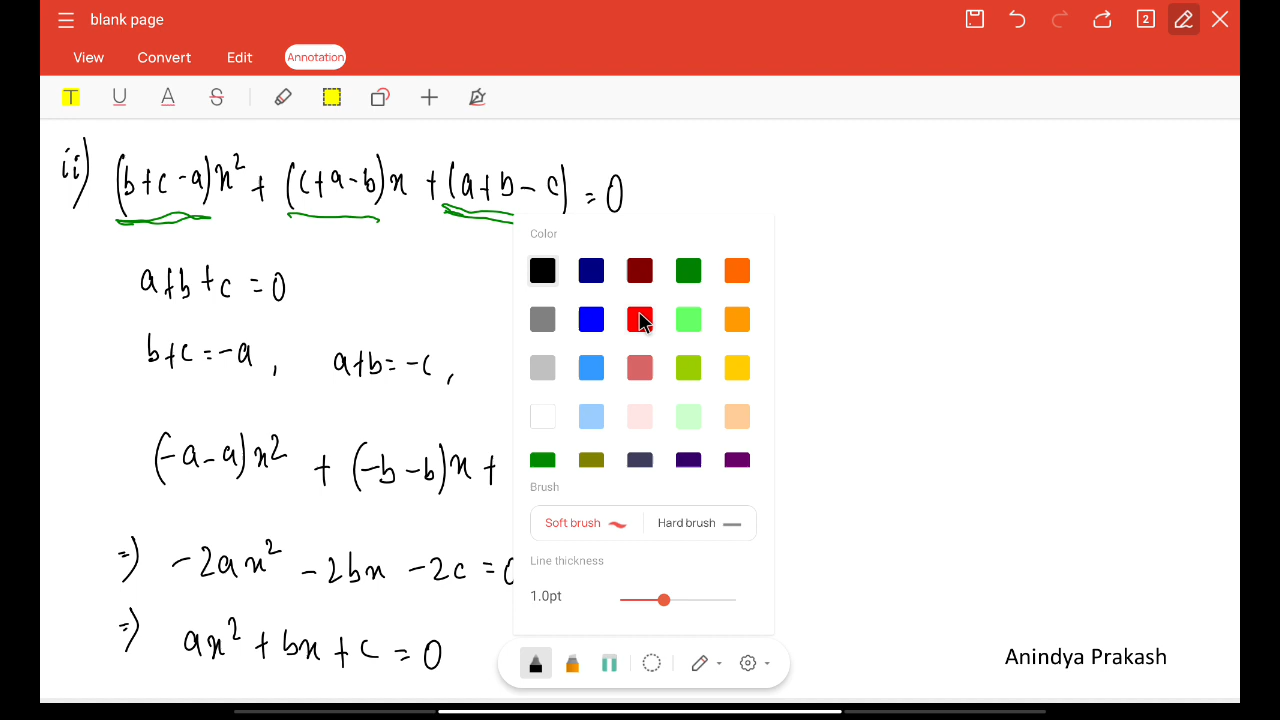 blank page
2
View Convert Edit Annotation
T U A S
ii) (b+c-a)x² + (c+a-b)x + (a+b-c) = 0
Color
a+b+c = 0
b+c = -a , a+b = -c ,
(-a-a)x² + (-b-b)x +
Brush
Soft brush Hard brush
=) -2ax² - 2bx - 2c = 0
Line thickness
1.0pt
=) ax² + bx + c = 0
Anindya Prakash